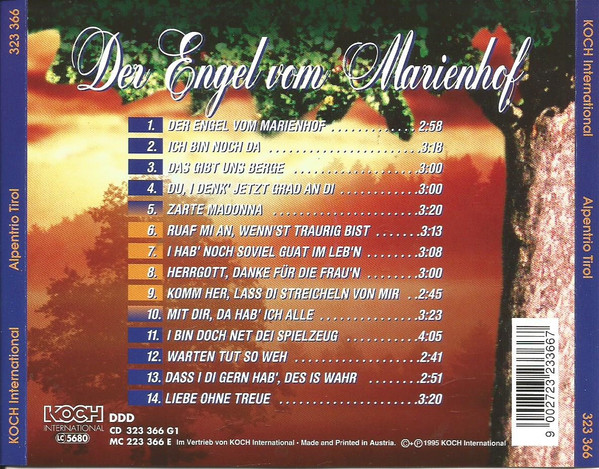 Der Engel vom Marienhof
1. DER ENGEL VOM MARIENHOF . . . . . . . . . . . 2:58
2. ICH BIN NOCH DA . . . . . . . . . . . . . . . . . . . . 3:18
3. DAS GIBT UNS BERGE . . . . . . . . . . . . . . . . . 3:00
4. DU, I DENK' JETZT GRAD AN DI . . . . . . . . . . 3:00
5. ZARTE MADONNA . . . . . . . . . . . . . . . . . . . 3:20
6. RUAF MI AN, WENN'ST TRAURIG BIST . . . . . 3:13
7. I HAB' NOCH SOVIEL GUAT IM LEB'N . . . . . . 3:08
8. HERRGOTT, DANKE FÜR DIE FRAU'N . . . . . . 3:00
9. KOMM HER, LASS DI STREICHELN VON MIR . . 2:45
10. MIT DIR, DA HAB' ICH ALLE . . . . . . . . . . . . . 3:23
11. I BIN DOCH NET DEI SPIELZEUG . . . . . . . . . 4:05
12. WARTEN TUT SO WEH . . . . . . . . . . . . . . . . 2:41
13. DASS I DI GERN HAB', DES IS WAHR . . . . . . . 2:51
14. LIEBE OHNE TREUE . . . . . . . . . . . . . . . . . . 3:20
KOCH
INTERNATIONAL
LC 5680
DDD
CD 323 366 G1
MC 223 366 E Im Vertrieb von KOCH International • Made and Printed in Austria. ©+℗ 1995 KOCH International
9 002723 233667
323 366
Alpentrio Tirol
KOCH International
KOCH International
Alpentrio Tirol
323 366